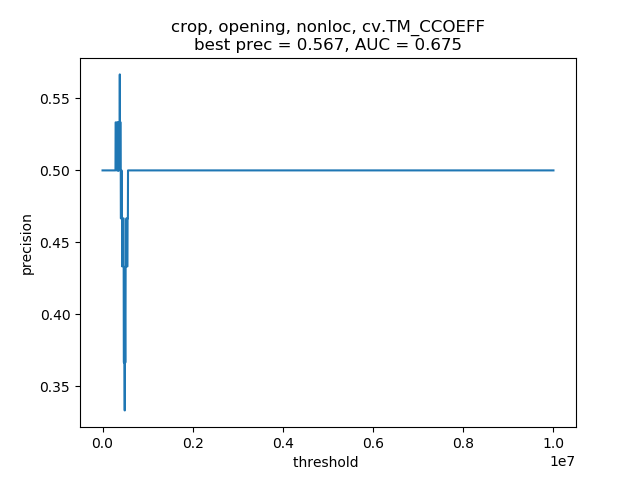 crop, opening, nonloc, cv.TM_CCOEFF
best prec = 0.567, AUC = 0.675
0.55
0.50
0.45
0.40
0.35
precision
0.0 0.2 0.4 0.6 0.8 1.0
1e7
threshold